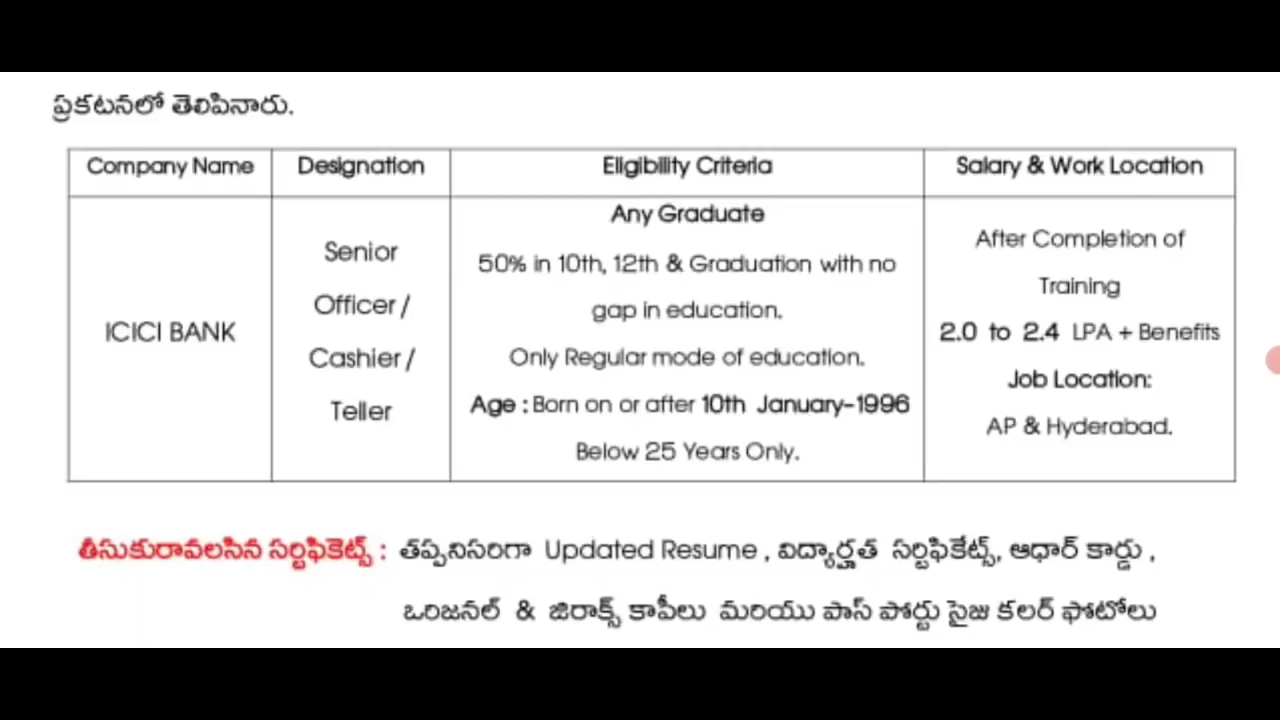 ప్రకటనలో తెలిపినారు.
Company Name
Designation
Eligibility Criteria
Salary & Work Location
ICICI BANK
Senior
Officer /
Cashier /
Teller
Any Graduate
50% in 10th, 12th & Graduation with no
gap in education.
Only Regular mode of education.
Age : Born on or after 10th January-1996
Below 25 Years Only.
After Completion of
Training
2.0 to 2.4 LPA + Benefits
Job Location:
AP & Hyderabad.
తీసుకురావలసిన సర్టిఫికెట్స్ : తప్పనిసరిగా Updated Resume , విద్యార్హత సర్టిఫికేట్స్, ఆధార్ కార్డు ,
ఒరిజనల్ & జిరాక్స్ కాపీలు మరియు పాస్ పోర్టు సైజు కలర్ ఫోటోలు